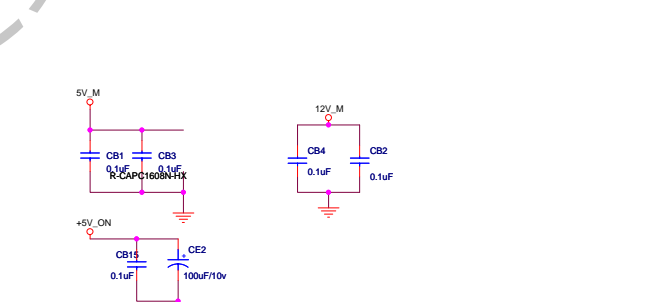 5V_M
CB1
0.1uF
CB3
0.1uF
R-CAPC1608N-HX
12V_M
CB4
0.1uF
CB2
0.1uF
+5V_ON
CB15
0.1uF
CE2
+
100uF/10v